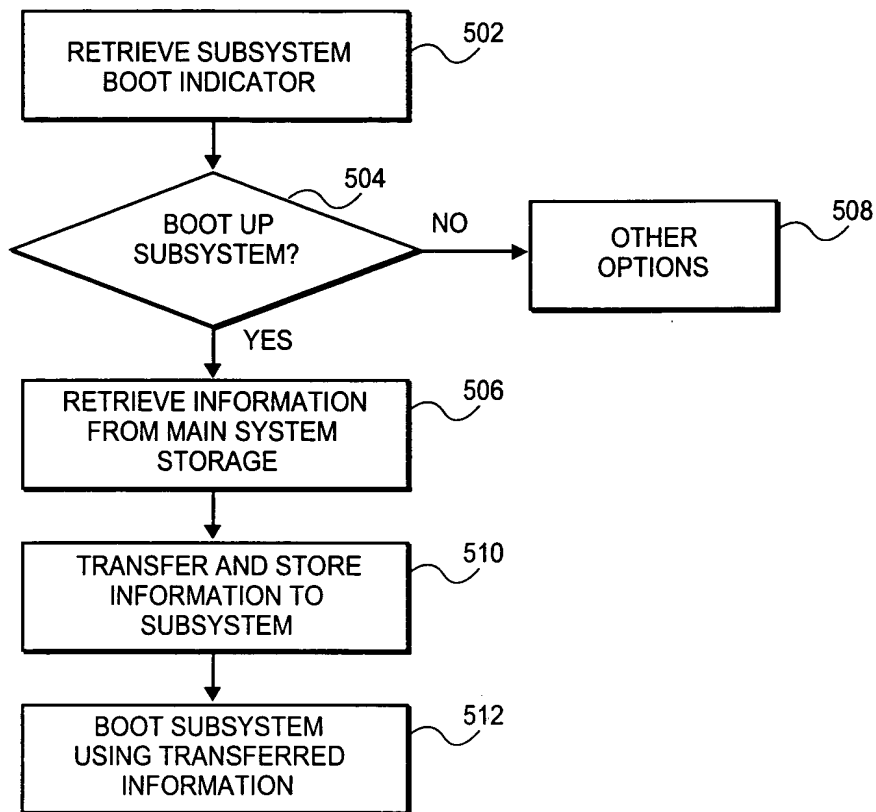 RETRIEVE SUBSYSTEM
BOOT INDICATOR
502
504
BOOT UP
SUBSYSTEM?
NO
OTHER
OPTIONS
508
YES
RETRIEVE INFORMATION
FROM MAIN SYSTEM
STORAGE
506
TRANSFER AND STORE
INFORMATION TO
SUBSYSTEM
510
BOOT SUBSYSTEM
USING TRANSFERRED
INFORMATION
512